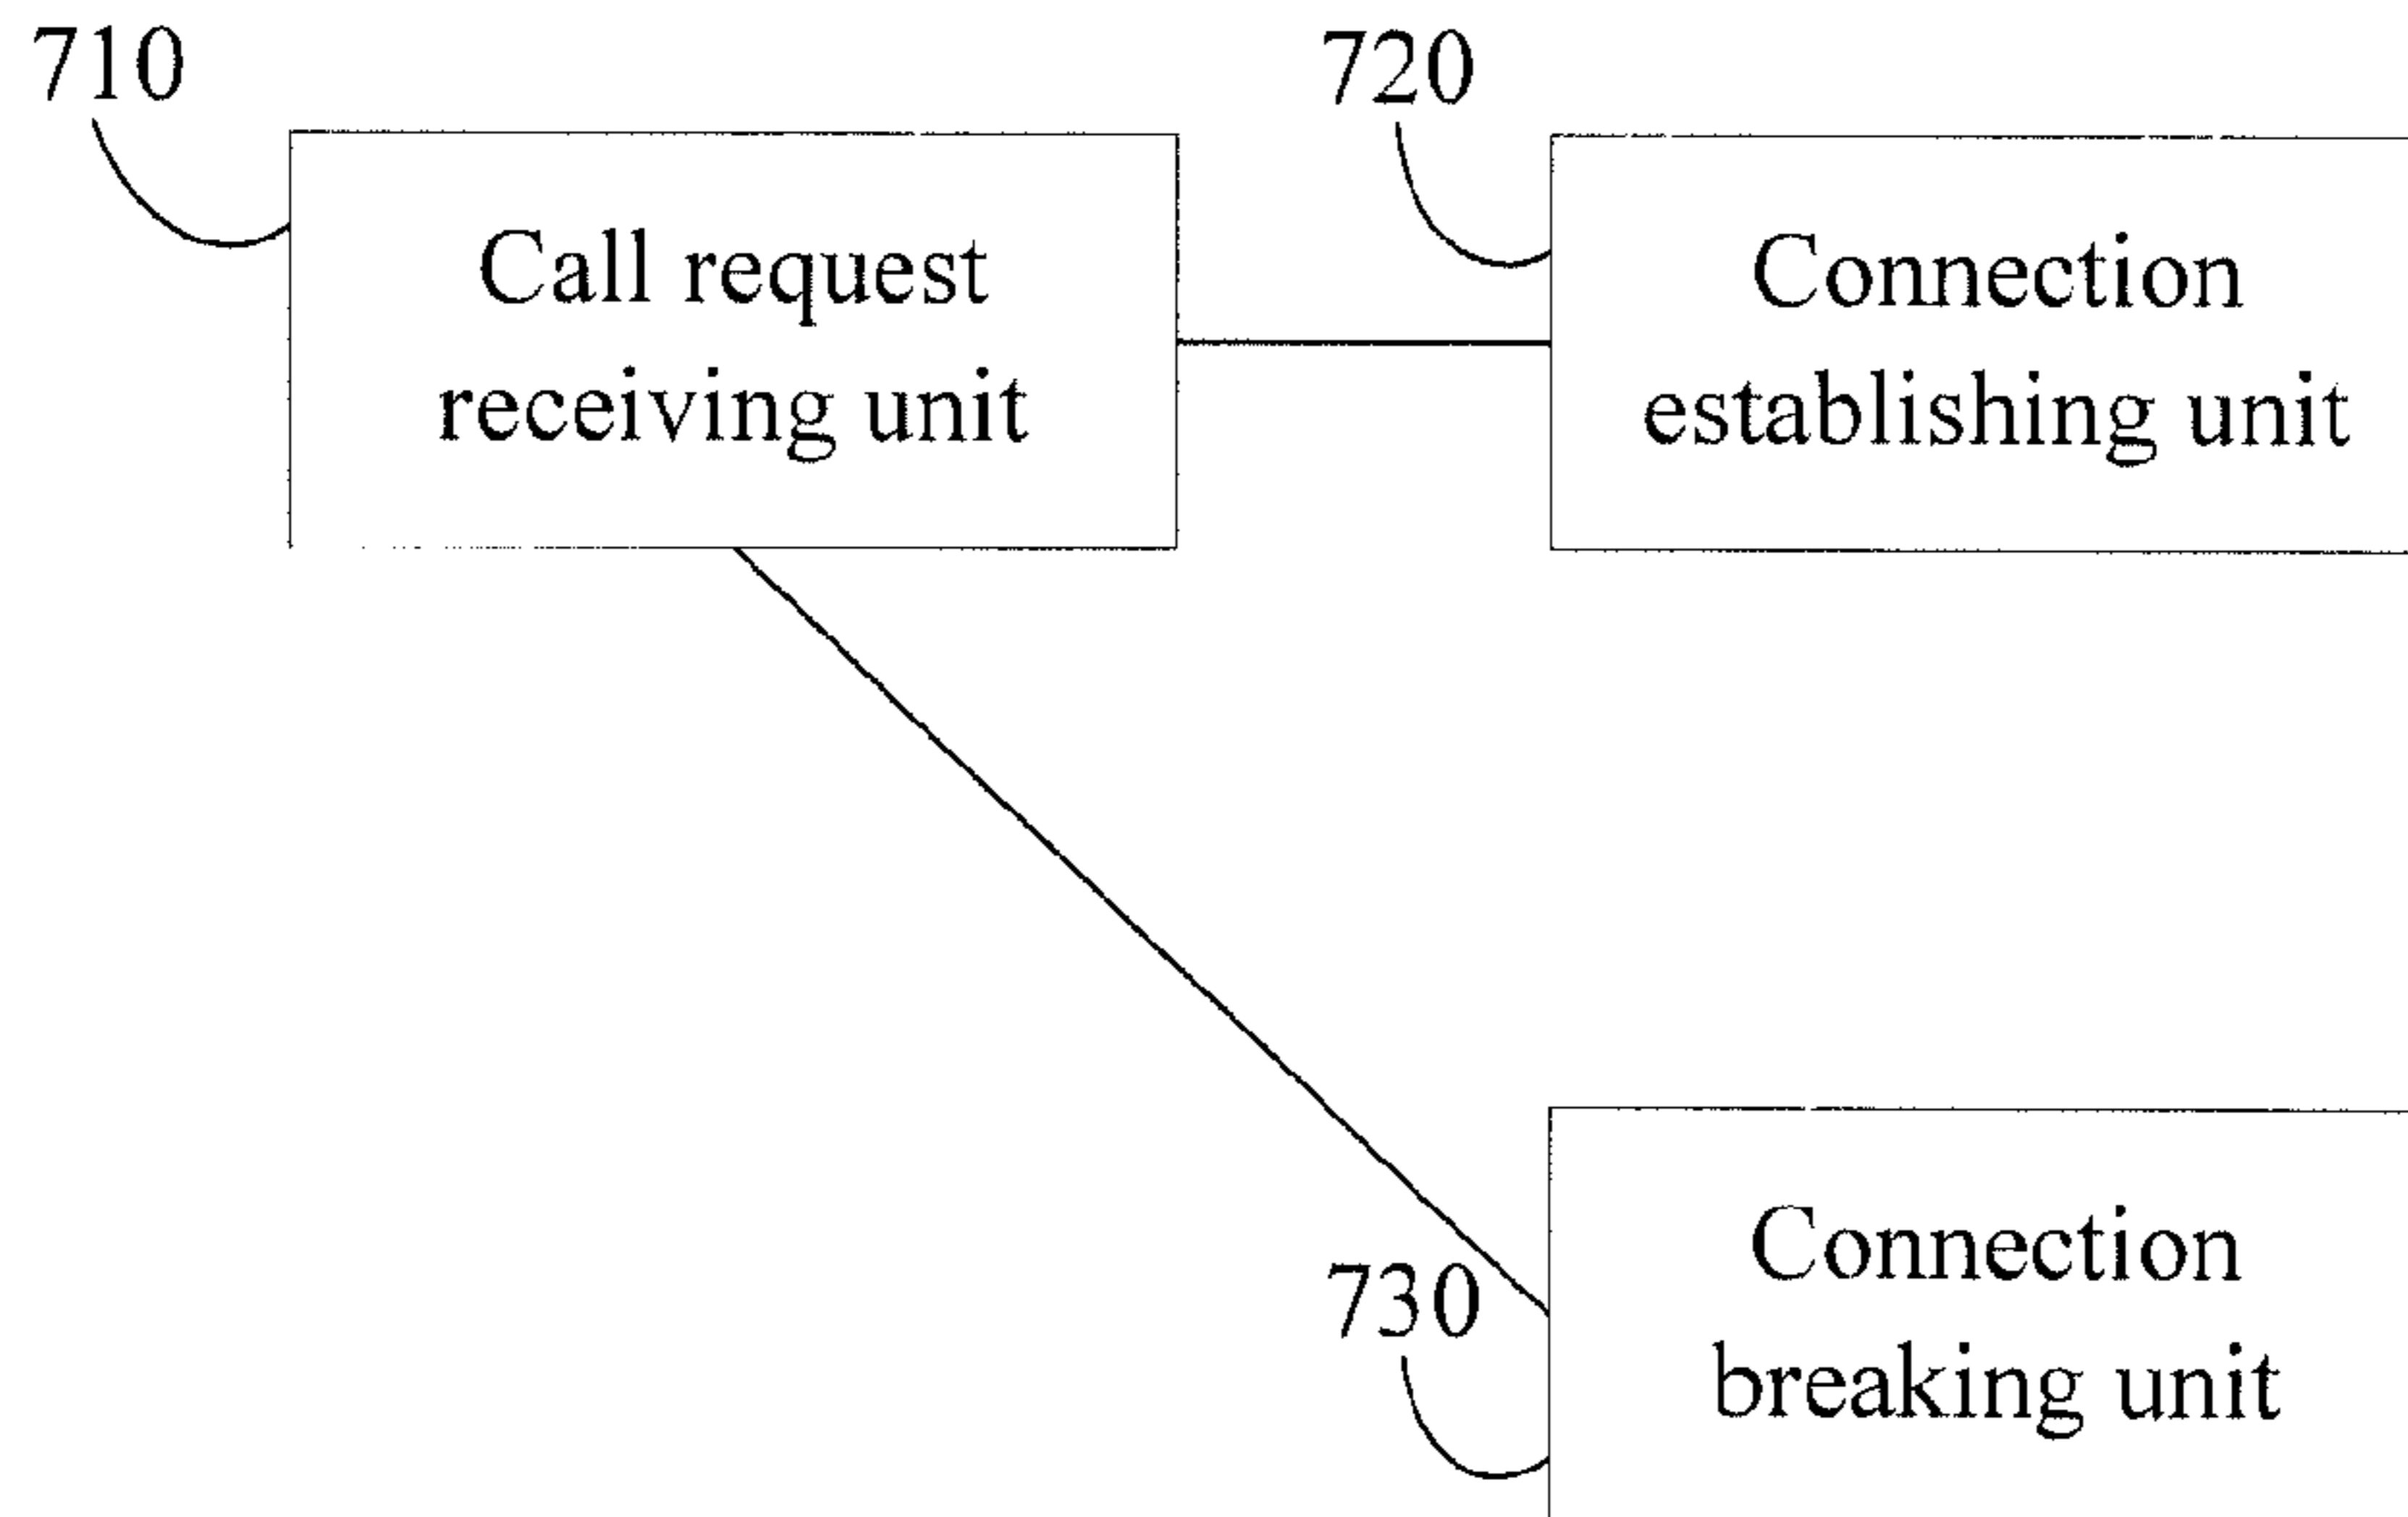 710
Call request
receiving unit
720
Connection
establishing unit
730
Connection
breaking unit